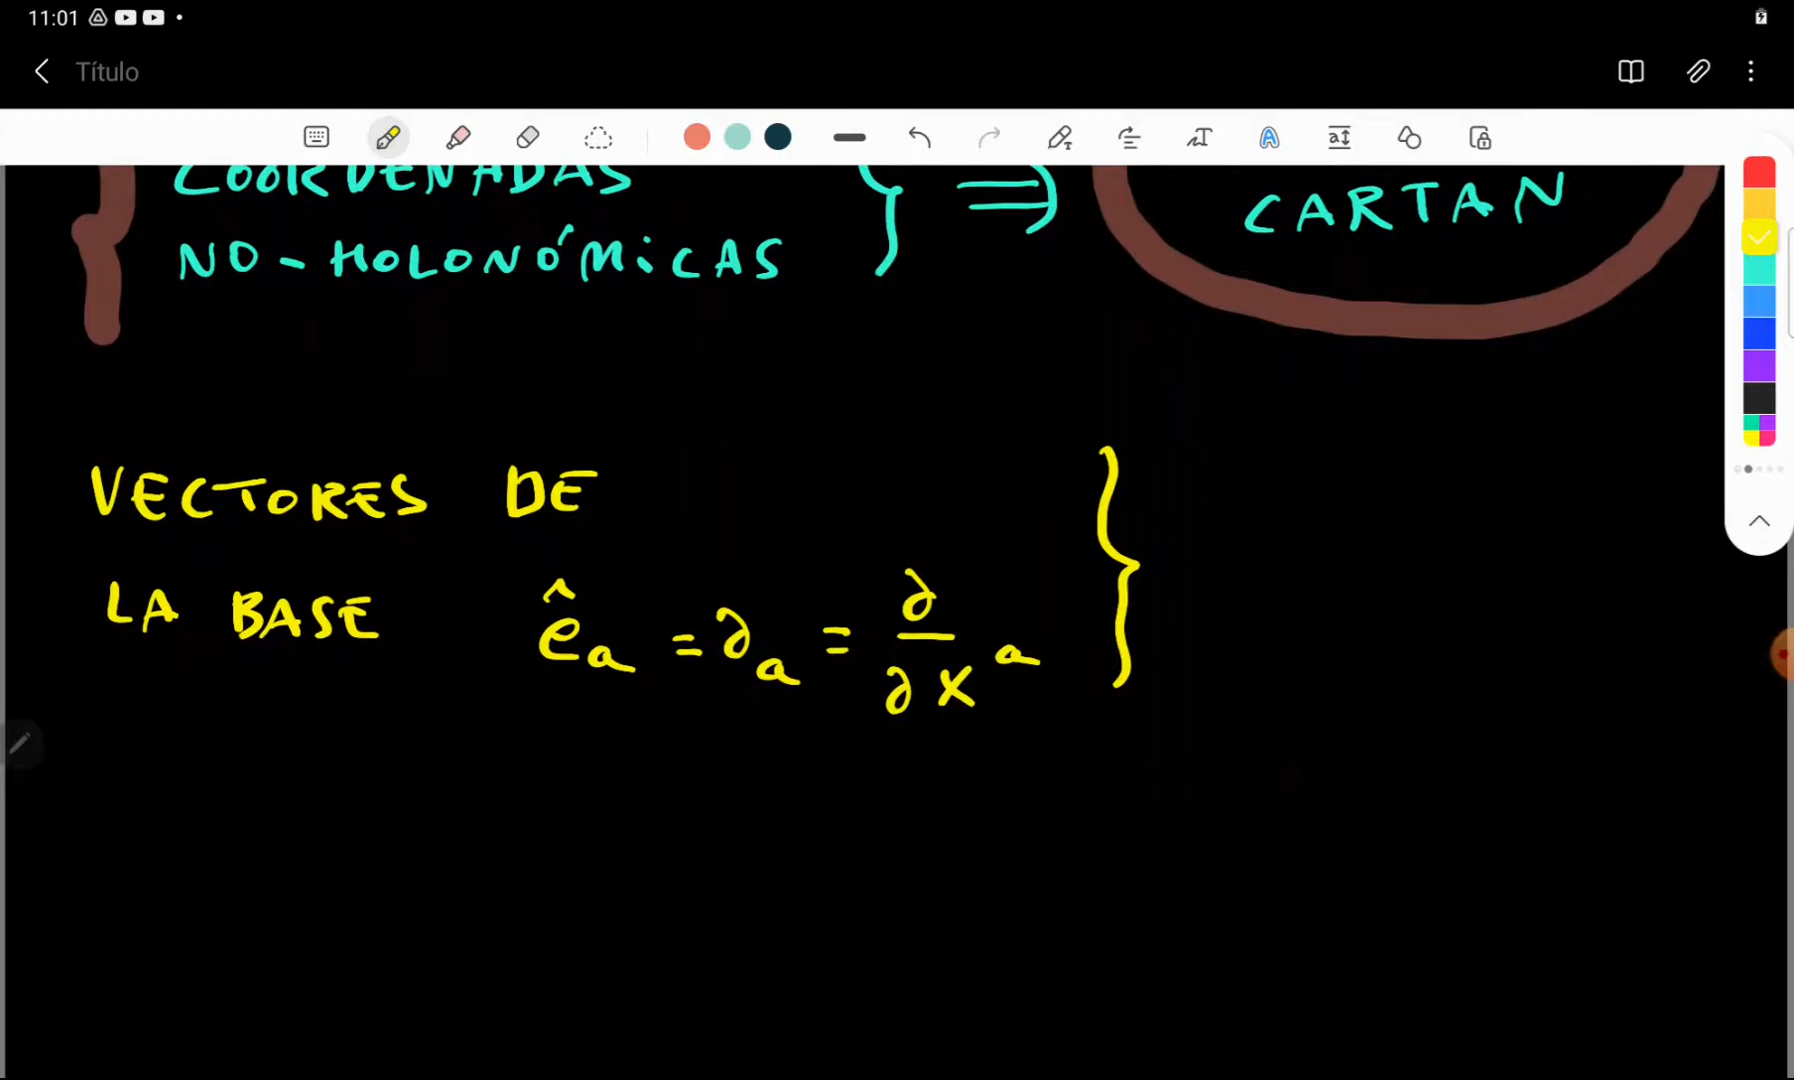 11:01
Título
COORDENADAS
NO-HOLONÓMICAS } ⇒ CARTAN
VECTORES DE
LA BASE ê_a = ∂_a = ∂/∂x^a }